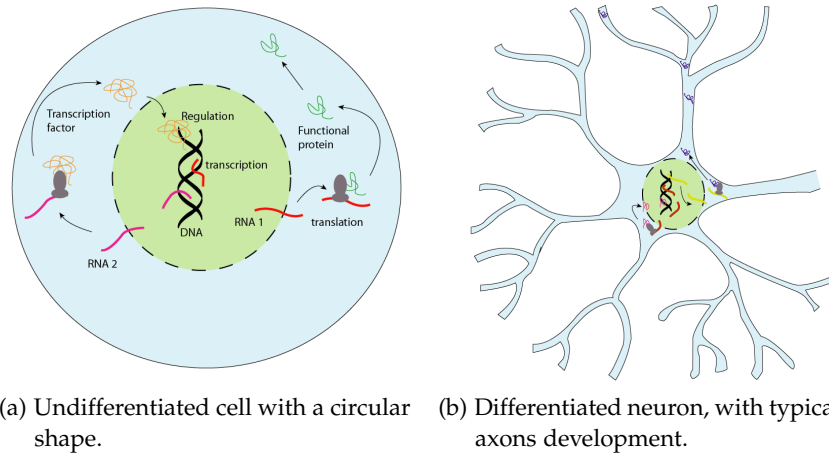 Transcription
factor
Regulation
Functional
protein
transcription
RNA 1
translation
DNA
RNA 2
(a) Undifferentiated cell with a circular
shape.
(b) Differentiated neuron, with typical
axons development.